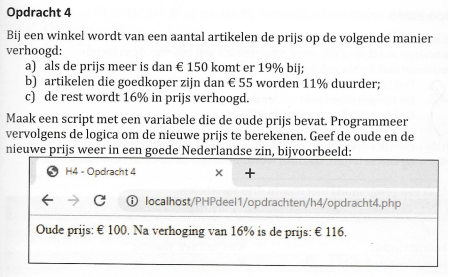 Opdracht 4
Bij een winkel wordt van een aantal artikelen de prijs op de volgende manier
verhoogd:
a) als de prijs meer is dan € 150 komt er 19% bij;
b) artikelen die goedkoper zijn dan € 55 worden 11% duurder;
c) de rest wordt 16% in prijs verhoogd.
Maak een script met een variabele die de oude prijs bevat. Programmeer
vervolgens de logica om de nieuwe prijs te berekenen. Geef de oude en de
nieuwe prijs weer in een goede Nederlandse zin, bijvoorbeeld:
H4 - Opdracht 4 × +
localhost/PHPdeel1/opdrachten/h4/opdracht4.php
Oude prijs: € 100. Na verhoging van 16% is de prijs: € 116.